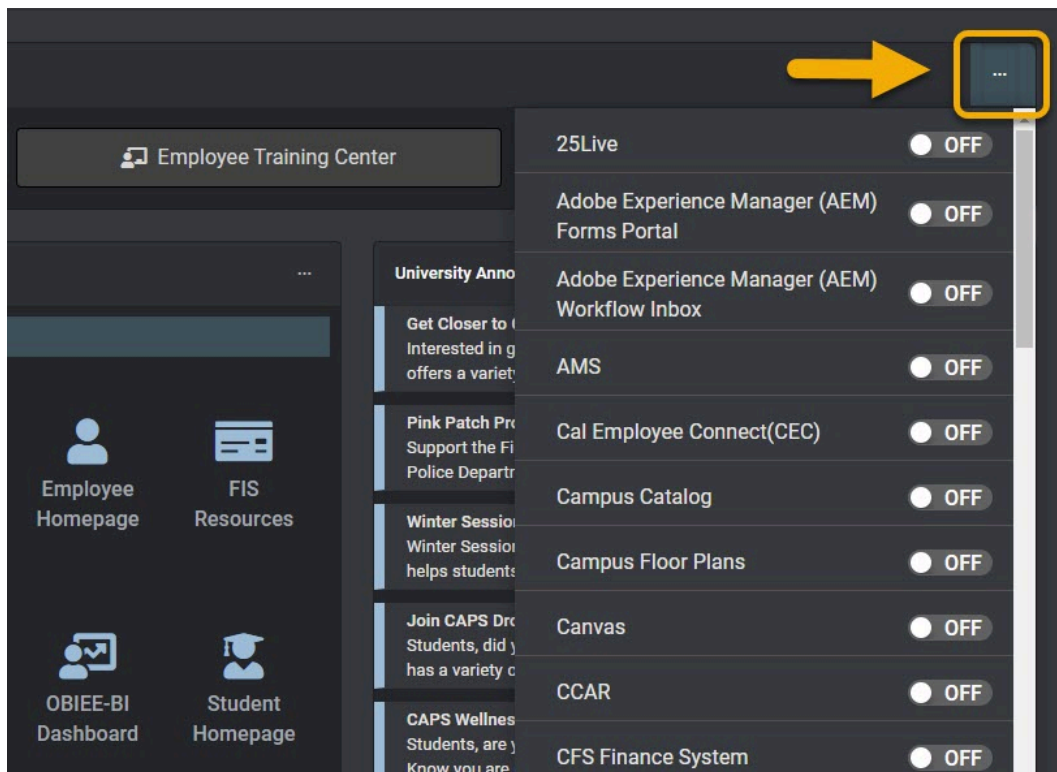 ...
Employee Training Center
...
Employee
Homepage
FIS
Resources
OBIEE-BI
Dashboard
Student
Homepage
University Anno
Get Closer to
Interested in g
offers a variety
Pink Patch Pro
Support the Fi
Police Departm
Winter Session
Winter Session
helps students
Join CAPS Dro
Students, did y
has a variety o
CAPS Wellnes
Students, are y
Know you are
25Live
OFF
Adobe Experience Manager (AEM)
Forms Portal
OFF
Adobe Experience Manager (AEM)
Workflow Inbox
OFF
AMS
OFF
Cal Employee Connect(CEC)
OFF
Campus Catalog
OFF
Campus Floor Plans
OFF
Canvas
OFF
CCAR
OFF
CFS Finance System
OFF